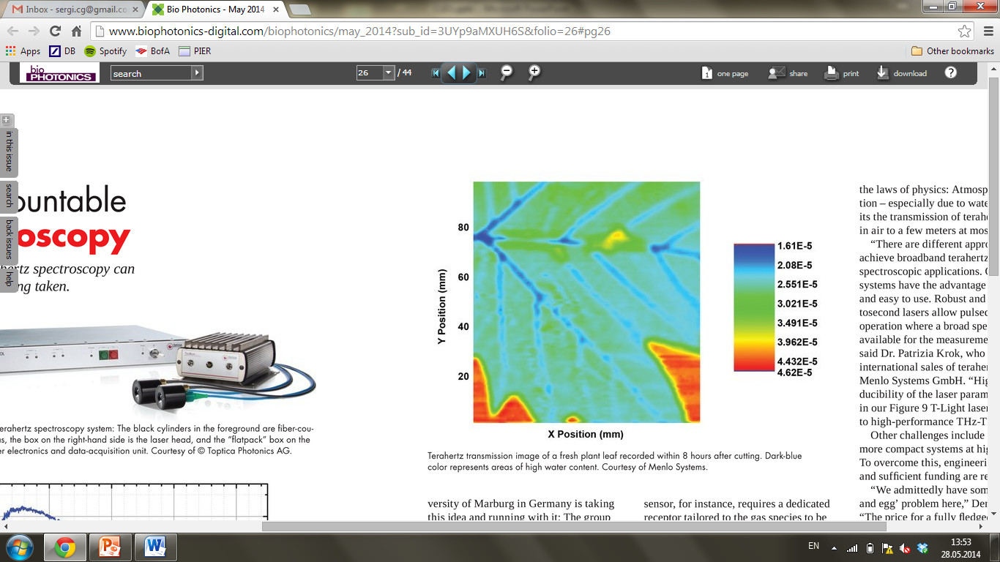 Inbox - sergi.cg@gmail.co
Bio Photonics - May 2014
www.biophotonics-digital.com/biophotonics/may_2014?sub_id=3UYp9aMXUH6S&folio=26#pg26
Apps DB Spotify BofA PIER Other bookmarks
bio PHOTONICS search 26 / 44 1 one page share print download ?
in this issue
search
back issues
help
ountable
oscopy
hertz spectroscopy can
ng taken.
erahertz spectroscopy system: The black cylinders in the foreground are fiber-cou-
s, the box on the right-hand side is the laser head, and the “flatpack” box on the
er electronics and data-acquisition unit. Courtesy of © Toptica Photonics AG.
Y Position (mm)
80
60
40
20
X Position (mm)
1.61E-5
2.08E-5
2.551E-5
3.021E-5
3.491E-5
3.962E-5
4.432E-5
4.62E-5
Terahertz transmission image of a fresh plant leaf recorded within 8 hours after cutting. Dark-blue
color represents areas of high water content. Courtesy of Menlo Systems.
versity of Marburg in Germany is taking
this idea and running with it: The group
sensor, for instance, requires a dedicated
receptor tailored to the gas species to be
the laws of physics: Atmosp
tion – especially due to wate
its the transmission of terahe
in air to a few meters at mos
“There are different appro
achieve broadband terahertz
spectroscopic applications. 
systems have the advantage
and easy to use. Robust and
tosecond lasers allow pulsed
operation where a broad spe
available for the measureme
said Dr. Patrizia Krok, who
international sales of teraher
Menlo Systems GmbH. “Hig
ducibility of the laser param
in our Figure 9 T-Light laser
to high-performance THz-T
Other challenges include
more compact systems at hig
To overcome this, engineeri
and sufficient funding are re
“We admittedly have som
and egg’ problem here,” Der
“The price for a fully fledge
EN
13:53
28.05.2014